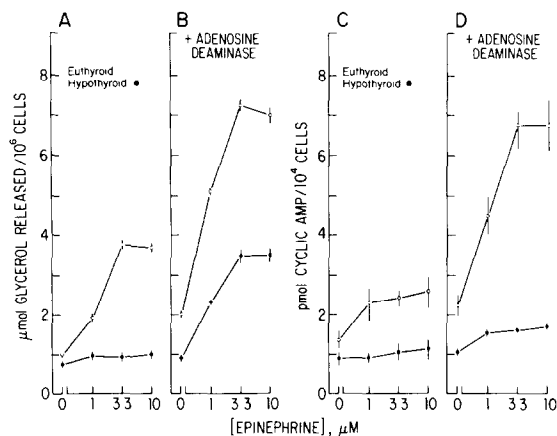 A
B
C
D
+ ADENOSINE
DEAMINASE
+ ADENOSINE
DEAMINASE
Euthyroid
Hypothyroid •
Euthyroid
Hypothyroid •
μmol GLYCEROL RELEASED/10⁶ CELLS
pmol CYCLIC AMP/10⁴ CELLS
8
6
4
2
0
8
6
4
2
0
0 1 3.3 10
0 1 3.3 10
0 1 3.3 10
0 1 3.3 10
[EPINEPHRINE], μM